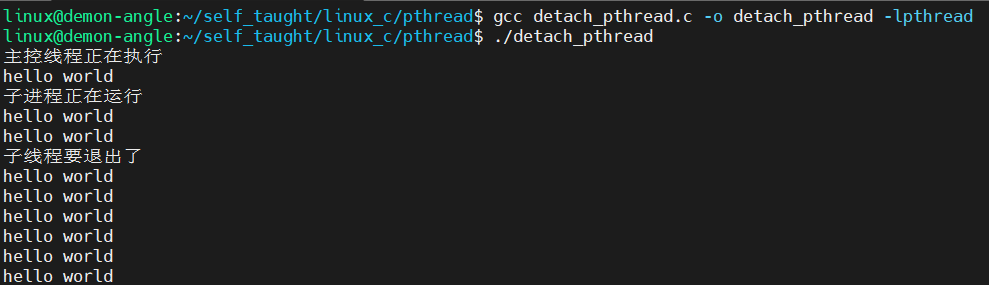 linux@demon-angle:~/self_taught/linux_c/pthread$ gcc detach_pthread.c -o detach_pthread -lpthread
linux@demon-angle:~/self_taught/linux_c/pthread$ ./detach_pthread
主控线程正在执行
hello world
子进程正在运行
hello world
hello world
子线程要退出了
hello world
hello world
hello world
hello world
hello world
hello world